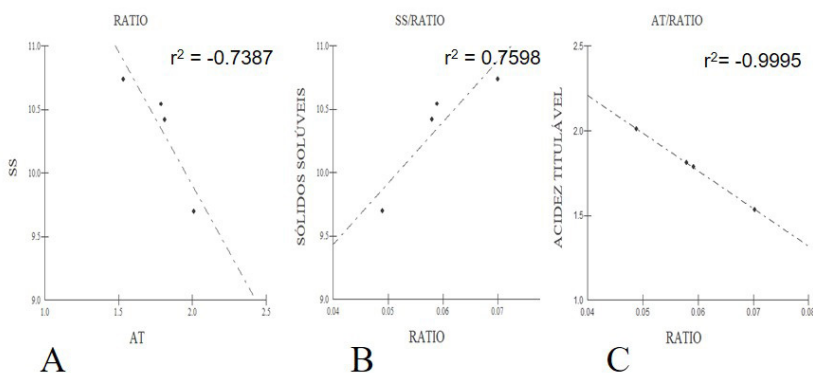 RATIO
r² = -0.7387
11.0
10.5
10.0
9.5
9.0
SS
1.0 1.5 2.0 2.5
AT
A
SS/RATIO
r² = 0.7598
11.0
10.5
10.0
9.5
9.0
SÓLIDOS SOLÚVEIS
0.04 0.05 0.06 0.07
RATIO
B
AT/RATIO
r²= -0.9995
2.5
2.0
1.5
1.0
ACIDEZ TITULÁVEL
0.04 0.05 0.06 0.07 0.08
RATIO
C